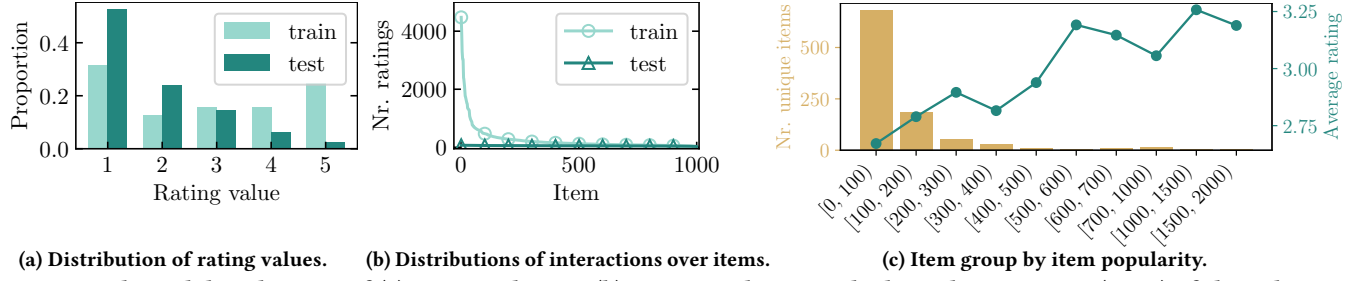 0.4
0.2
0.0
Proportion
train
test
1 2 3 4 5
Rating value
(a) Distribution of rating values.
4000
2000
0
Nr. ratings
train
test
0 500 1000
Item
(b) Distributions of interactions over items.
500
250
0
Nr. unique items
3.25
3.00
2.75
Average rating
[0, 100)
[100, 200)
[200, 300)
[300, 400)
[400, 500)
[500, 600)
[600, 700)
[700, 1000)
[1000, 1500)
[1500, 2000)
(c) Item group by item popularity.